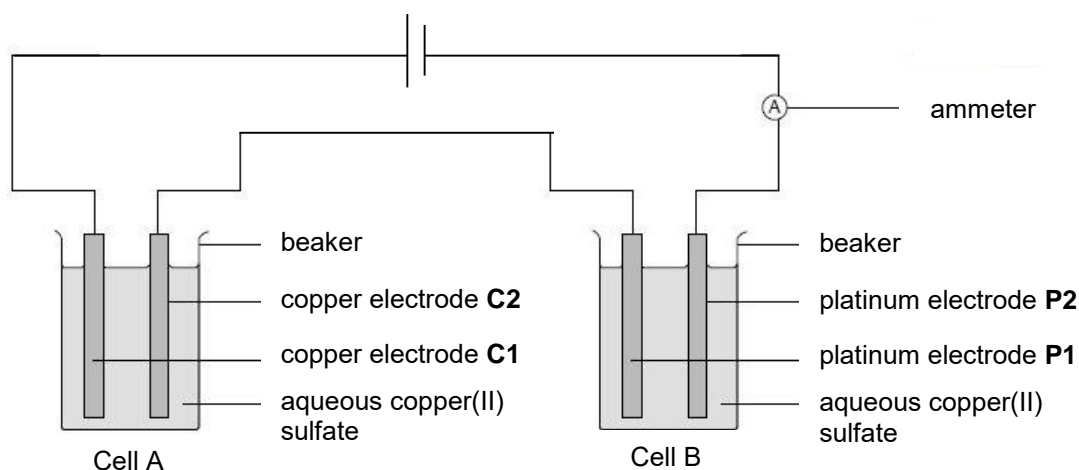 A
ammeter
beaker
copper electrode C2
copper electrode C1
aqueous copper(II)
sulfate
Cell A
beaker
platinum electrode P2
platinum electrode P1
aqueous copper(II)
sulfate
Cell B